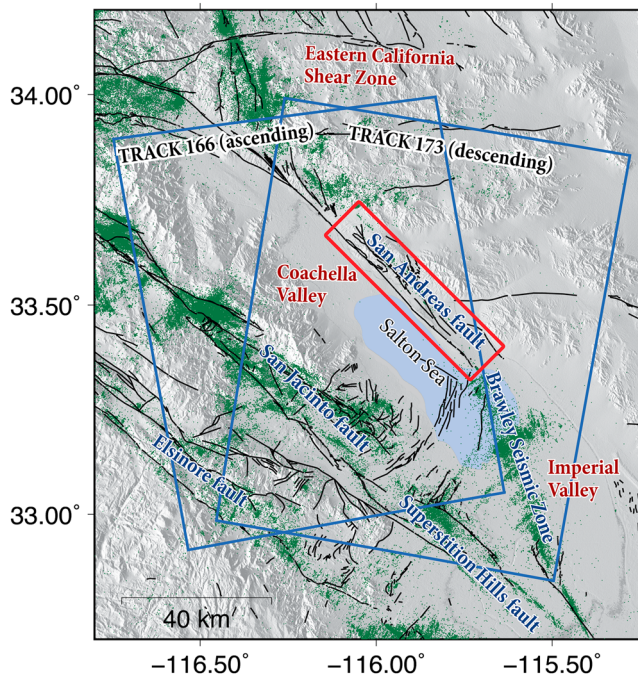 Eastern California
Shear Zone
34.00°
TRACK 166 (ascending)
TRACK 173 (descending)
San Andreas fault
Coachella
Valley
33.50°
Salton Sea
San Jacinto fault
Brawley Seismic Zone
Elsinore fault
Imperial
Valley
33.00°
Superstition Hills fault
40 km
−116.50°
−116.00°
−115.50°